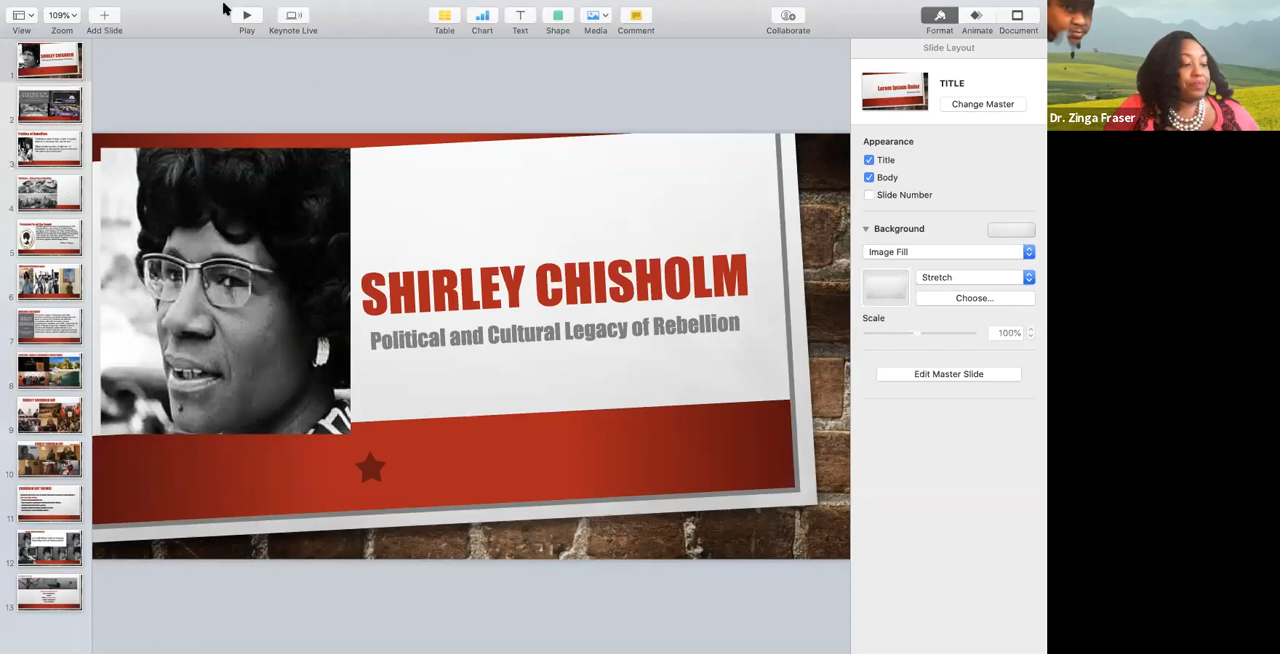 View
109%
Zoom
Add Slide
Play
Keynote Live
Table
Chart
Text
Shape
Media
Comment
Collaborate
Format
Animate
Document
1
2
3
4
5
6
7
8
9
10
11
12
13
SHIRLEY CHISHOLM
Political and Cultural Legacy of Rebellion
Slide Layout
Lorem Ipsum Dolor
TITLE
Change Master
Appearance
Title
Body
Slide Number
Background
Image Fill
Stretch
Choose...
Scale
100%
Edit Master Slide
Dr. Zinga Fraser